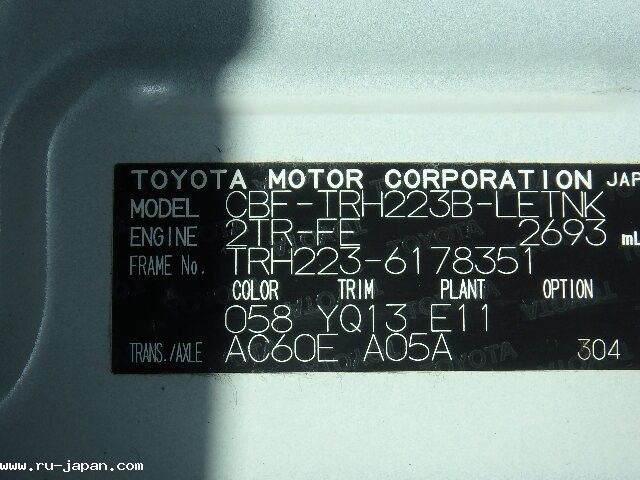 TOYOTA MOTOR CORPORATION JAP
MODEL CBF-TRH223B-LETNK
ENGINE 2TR-FE 2693 mL
FRAME No. TRH223-6178351
COLOR TRIM PLANT OPTION
058 YQ13 E11
TRANS./AXLE AC60E A05A 304
www.ru-japan.com